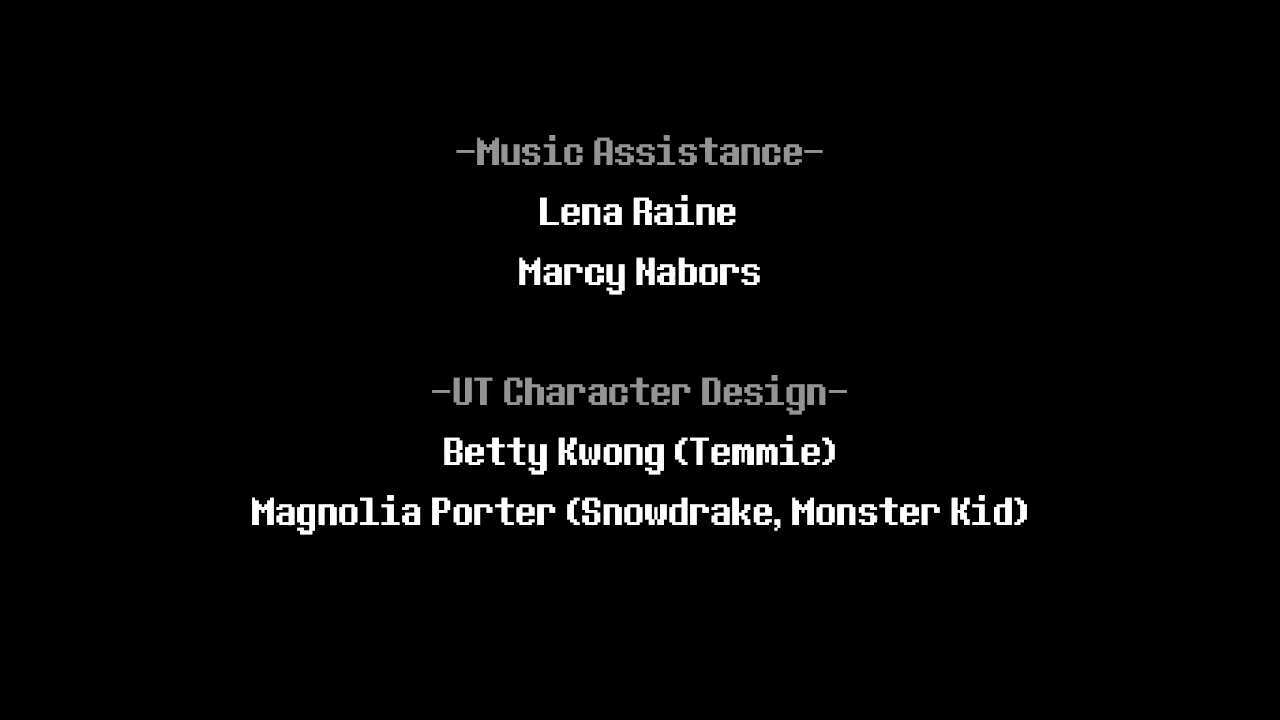 -Music Assistance-
Lena Raine
Marcy Nabors
-UT Character Design-
Betty Kwong (Temmie)
Magnolia Porter (Snowdrake, Monster Kid)